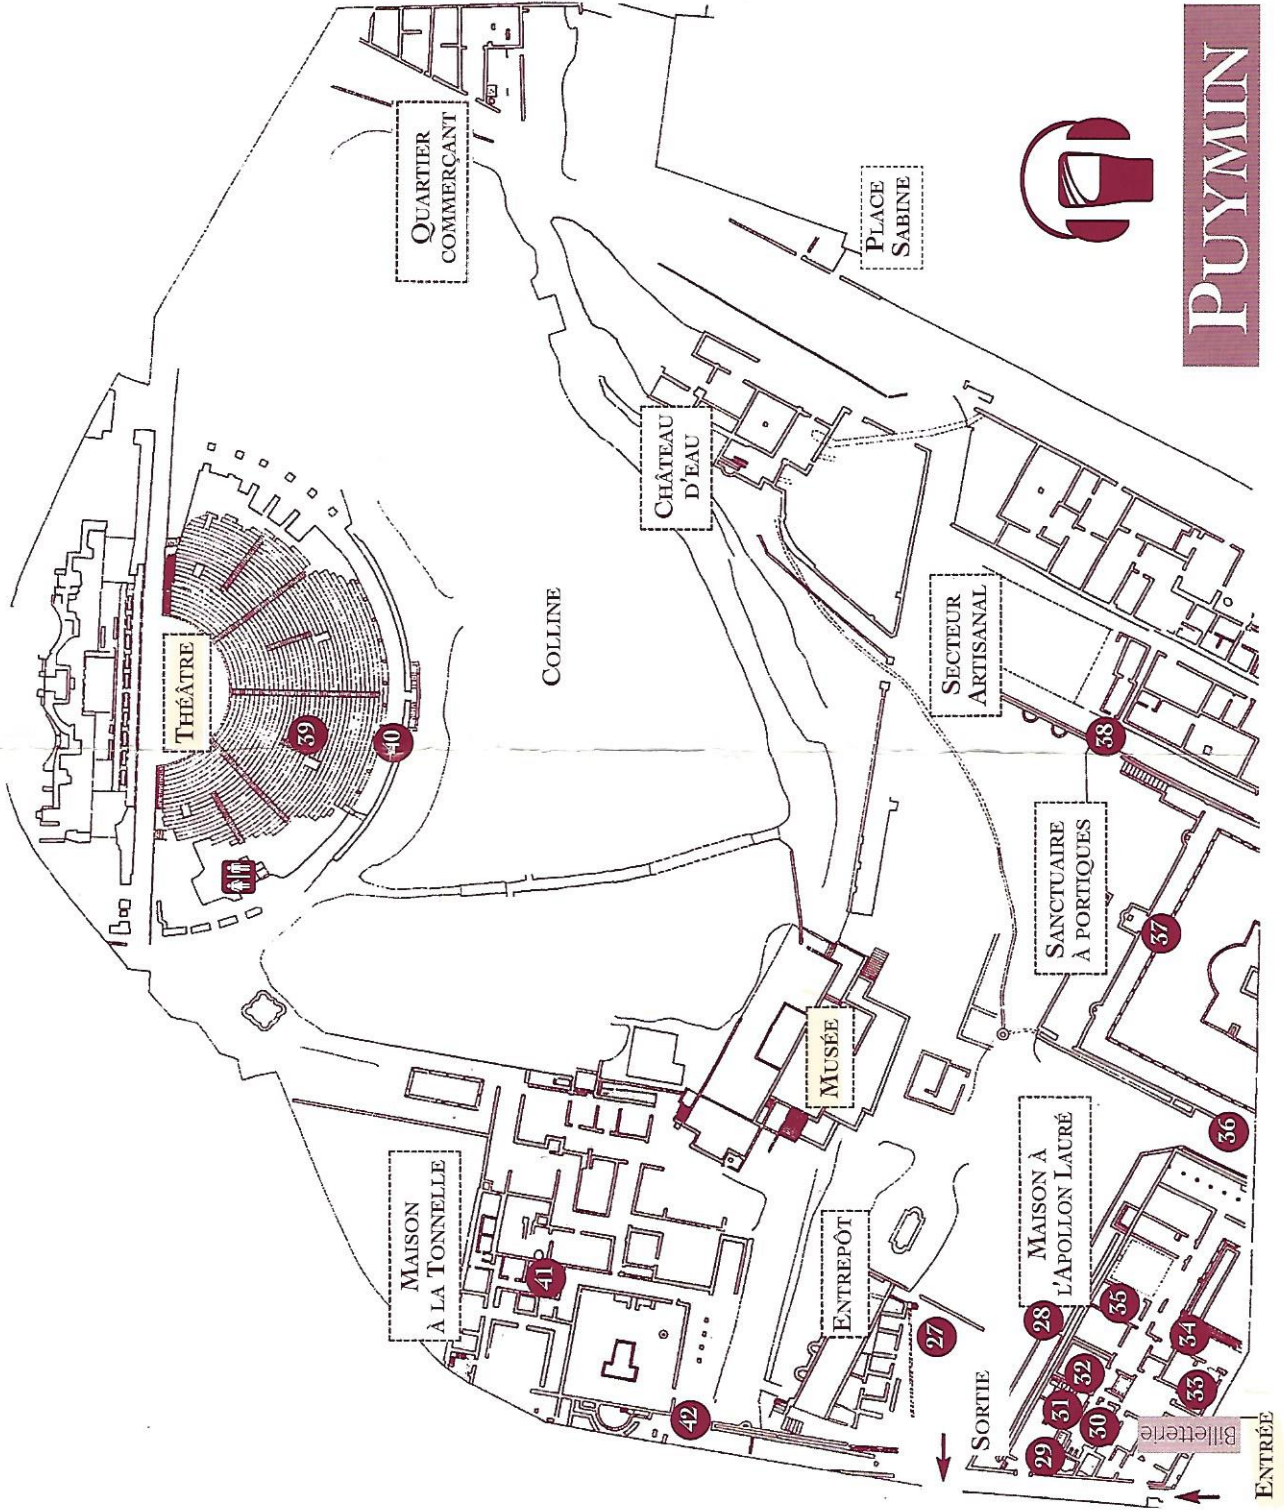 PUYMIN
QUARTIER
COMMERÇANT
PLACE
SABINE
THÉÂTRE
39
40
COLLINE
CHÂTEAU
D'EAU
SECTEUR
ARTISANAL
38
SANCTUAIRE
À PORTIQUES
37
36
MUSÉE
MAISON
À LA TONNELLE
41
42
ENTREPÔT
27
MAISON À
L'APOLLON LAURÉ
28
35
34
32
31
33
30
29
SORTIE
Billetterie
ENTRÉE